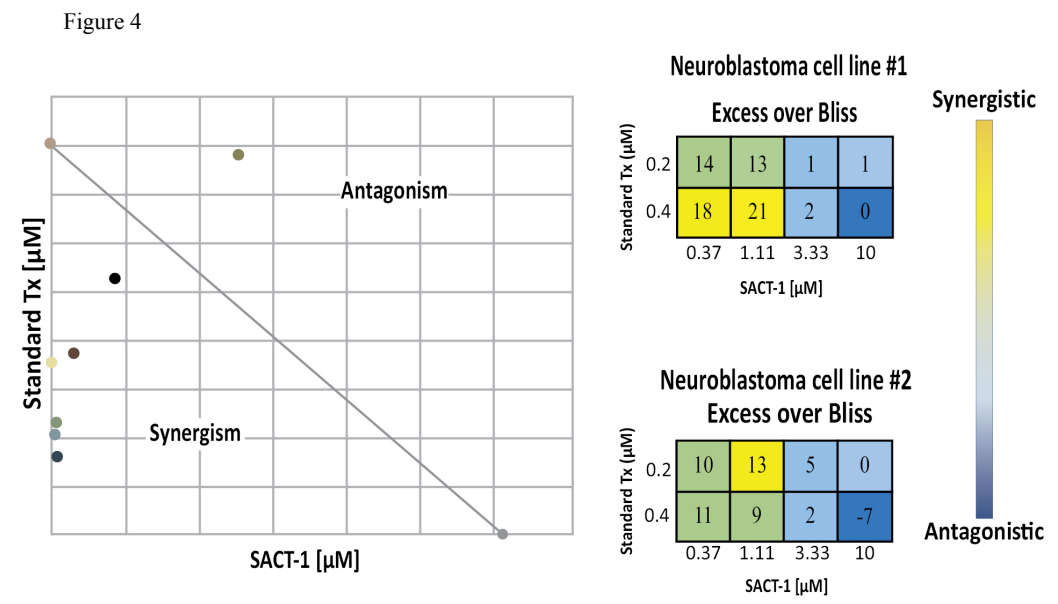 Figure 4
Standard Tx [µM]
Antagonism
Synergism
SACT-1 [µM]
Neuroblastoma cell line #1
Excess over Bliss
Standard Tx (µM)
0.2 14 13 1 1
0.4 18 21 2 0
0.37 1.11 3.33 10
SACT-1 [µM]
Neuroblastoma cell line #2
Excess over Bliss
Standard Tx (µM)
0.2 10 13 5 0
0.4 11 9 2 -7
0.37 1.11 3.33 10
SACT-1 [µM]
Synergistic
Antagonistic